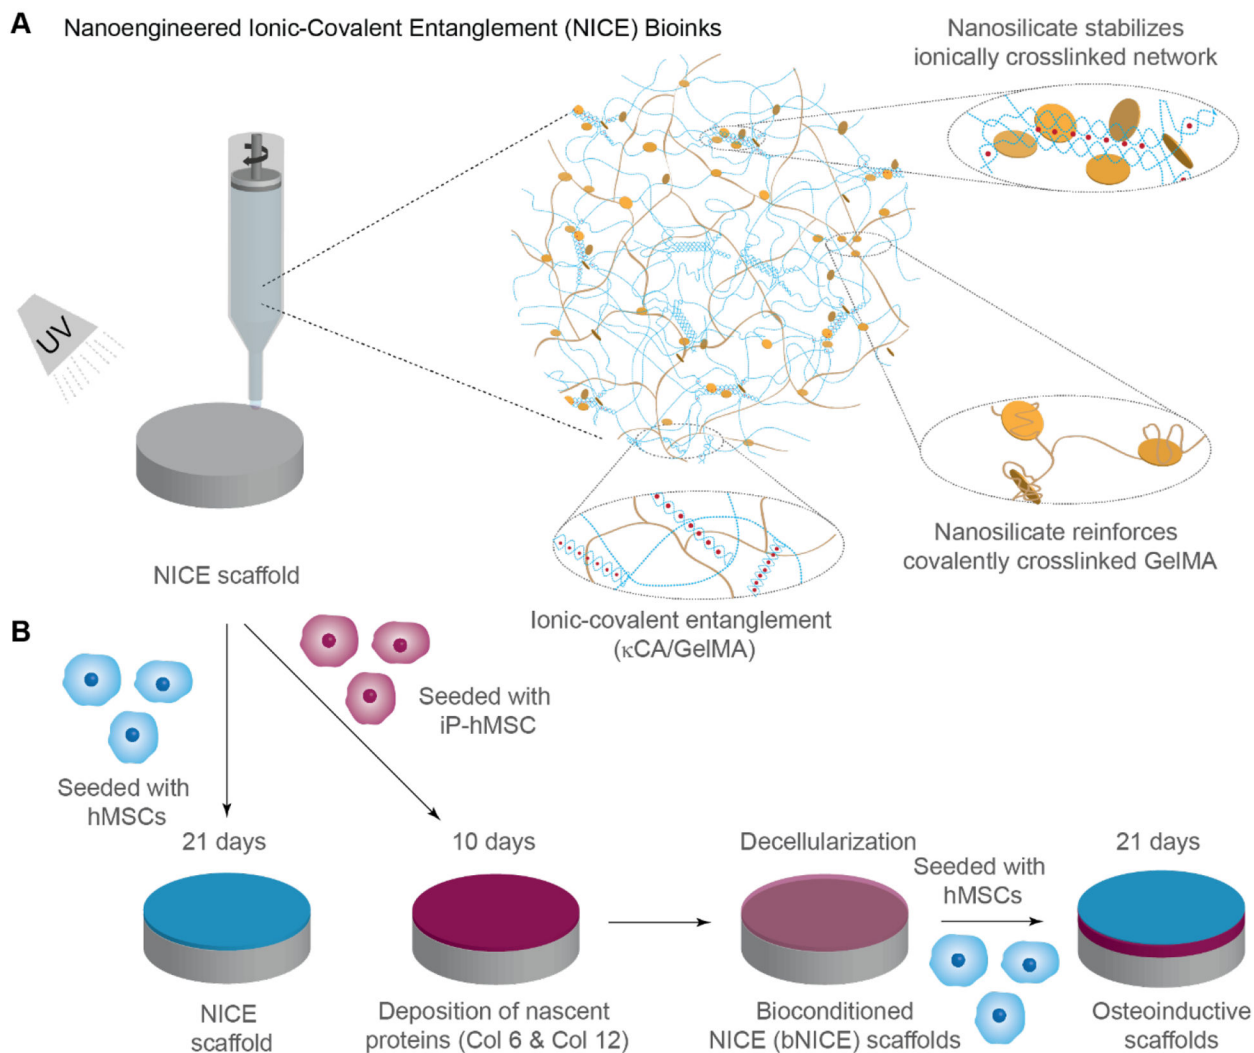 A
Nanoengineered Ionic-Covalent Entanglement (NICE) Bioinks
Nanosilicate stabilizes
ionically crosslinked network
UV
Nanosilicate reinforces
covalently crosslinked GelMA
NICE scaffold
Ionic-covalent entanglement
(κCA/GelMA)
B
Seeded with
iP-hMSC
Seeded with
hMSCs
21 days
10 days
Decellularization
Seeded with
hMSCs
21 days
NICE
scaffold
Deposition of nascent
proteins (Col 6 & Col 12)
Bioconditioned
NICE (bNICE) scaffolds
Osteoinductive
scaffolds